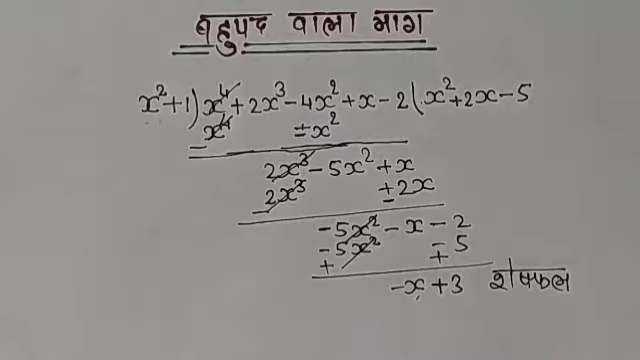 बहुपद वाला भाग
x²+1)x⁴+2x³-4x²+x-2(x²+2x-5
-x⁴ ±x²
2x³-5x²+x
-2x³ ±2x
-5x²-x-2
-5x² -5
+ +
-x+3 शेषफल